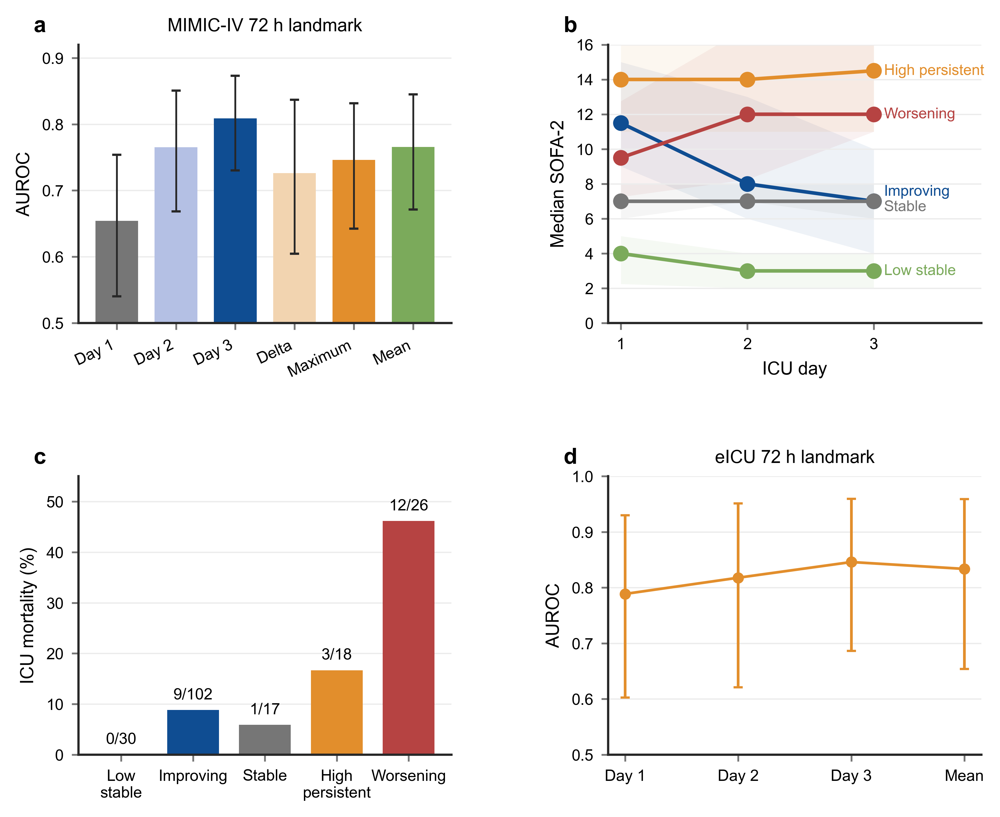 a
MIMIC-IV 72 h landmark
AUROC
0.9
0.8
0.7
0.6
0.5
Day 1
Day 2
Day 3
Delta
Maximum
Mean
b
Median SOFA-2
16
14
12
10
8
6
4
2
0
High persistent
Worsening
Improving
Stable
Low stable
1
2
3
ICU day
c
ICU mortality (%)
50
40
30
20
10
0
0/30
9/102
1/17
3/18
12/26
Low
stable
Improving
Stable
High
persistent
Worsening
d
eICU 72 h landmark
AUROC
1.0
0.9
0.8
0.7
0.6
0.5
Day 1
Day 2
Day 3
Mean